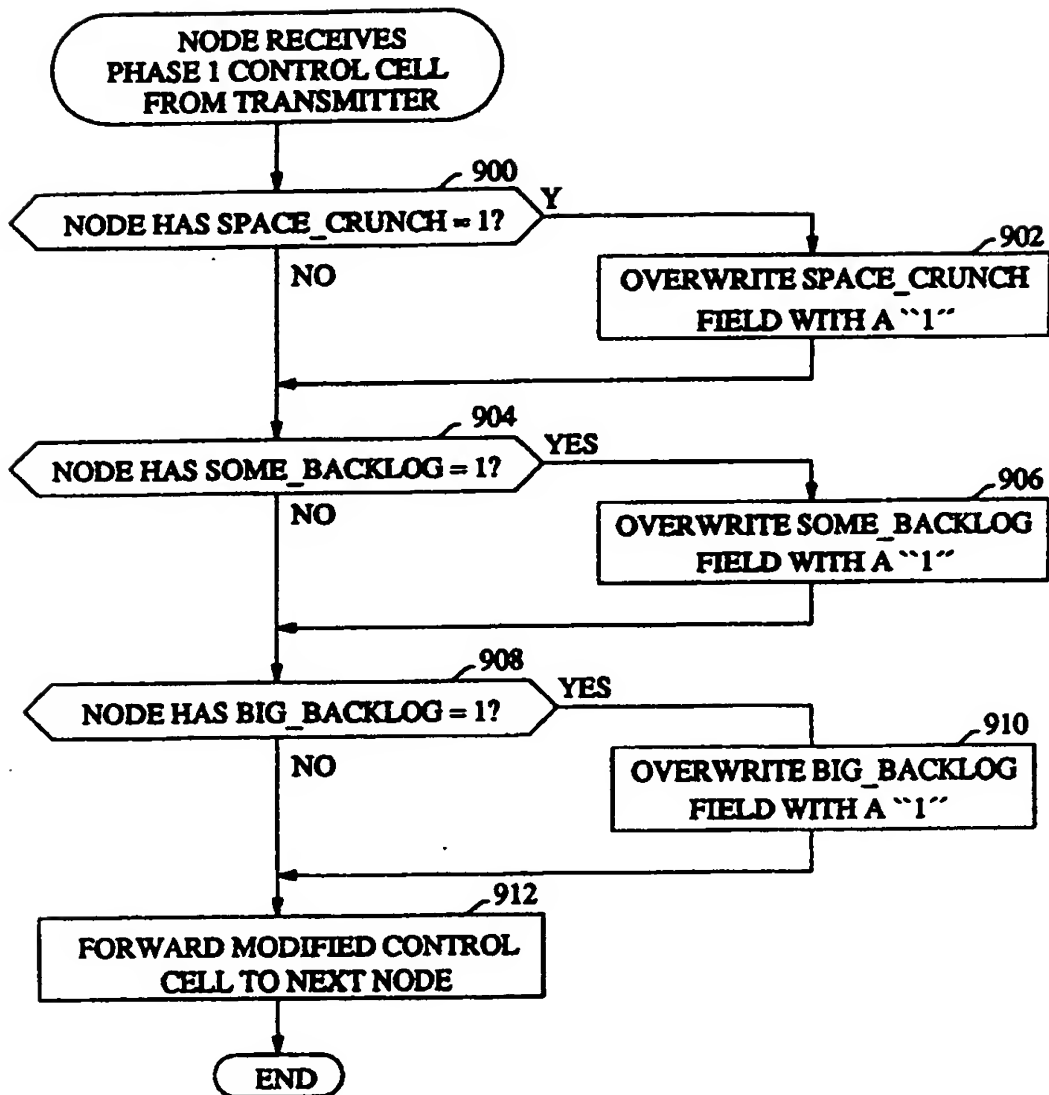 NODE RECEIVES
PHASE 1 CONTROL CELL
FROM TRANSMITTER
900
NODE HAS SPACE_CRUNCH = 1?
Y
NO
902
OVERWRITE SPACE_CRUNCH
FIELD WITH A ``1´´
904
NODE HAS SOME_BACKLOG = 1?
YES
NO
906
OVERWRITE SOME_BACKLOG
FIELD WITH A ``1´´
908
NODE HAS BIG_BACKLOG = 1?
YES
NO
910
OVERWRITE BIG_BACKLOG
FIELD WITH A ``1´´
912
FORWARD MODIFIED CONTROL
CELL TO NEXT NODE
END